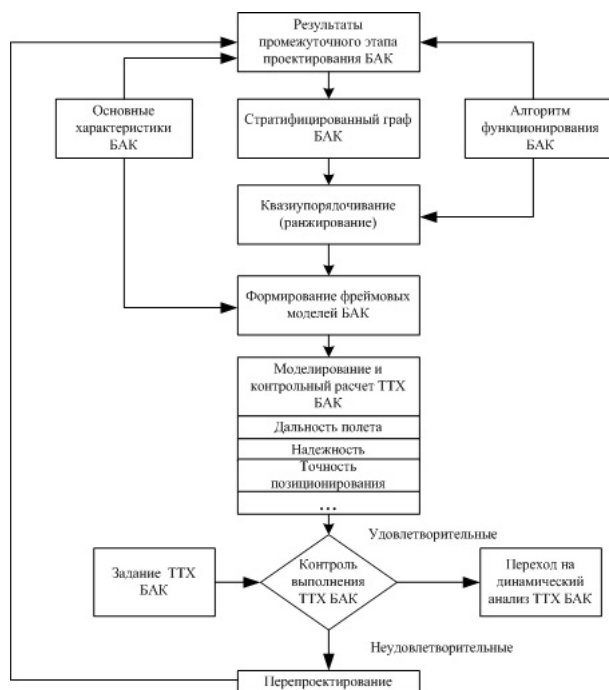 Результаты
промежуточного этапа
проектирования БАК
Основные
характеристики
БАК
Стратифицированный граф
БАК
Алгоритм
функционирования
БАК
Квазиупорядочивание
(ранжирование)
Формирование фреймовых
моделей БАК
Моделирование и
контрольный расчет ТТХ
БАК
Дальность полета
Надежность
Точность
позиционирования
...
Удовлетворительные
Задание ТТХ
БАК
Контроль
выполнения
ТТХ БАК
Переход на
динамический
анализ ТТХ БАК
Неудовлетворительные
Перепроектирование